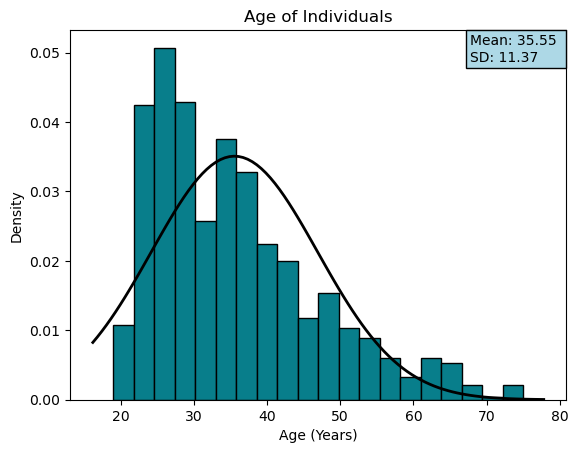 Age of Individuals
Mean: 35.55
SD: 11.37
Density
0.05
0.04
0.03
0.02
0.01
0.00
20 30 40 50 60 70 80
Age (Years)